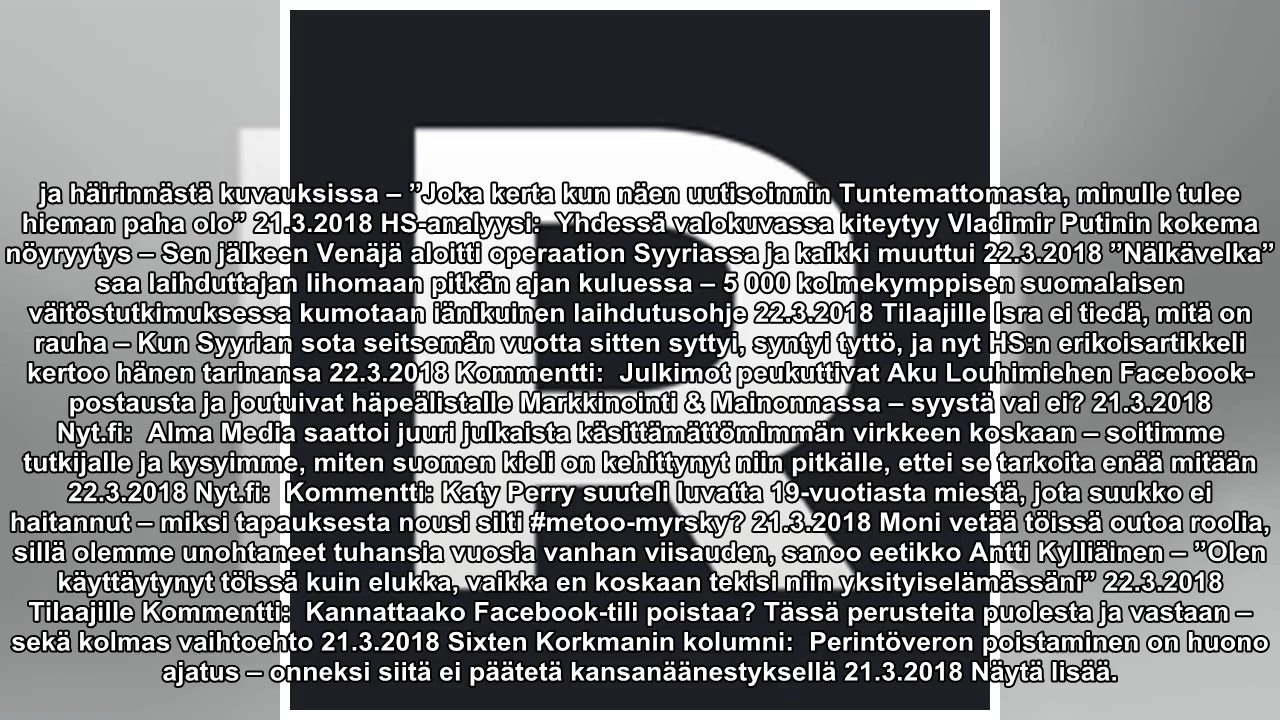 R
ja häirinnästä kuvauksissa – ”Joka kerta kun näen uutisoinnin Tuntemattomasta, minulle tulee
hieman paha olo” 21.3.2018 HS-analyysi:  Yhdessä valokuvassa kiteytyy Vladimir Putinin kokema
nöyryytys – Sen jälkeen Venäjä aloitti operaation Syyriassa ja kaikki muuttui 22.3.2018 ”Nälkävelka”
saa laihduttajan lihomaan pitkän ajan kuluessa – 5 000 kolmekymppisen suomalaisen
väitöstutkimuksessa kumotaan iänikuinen laihdutusohje 22.3.2018 Tilaajille Isra ei tiedä, mitä on
rauha – Kun Syyrian sota seitsemän vuotta sitten syttyi, syntyi tyttö, ja nyt HS:n erikoisartikkeli
kertoo hänen tarinansa 22.3.2018 Kommentti:  Julkimot peukuttivat Aku Louhimiehen Facebook-
postausta ja joutuivat häpeälistalle Markkinointi & Mainonnassa – syystä vai ei? 21.3.2018
Nyt.fi:  Alma Media saattoi juuri julkaista käsittämättömimmän virkkeen koskaan – soitimme
tutkijalle ja kysyimme, miten suomen kieli on kehittynyt niin pitkälle, ettei se tarkoita enää mitään
22.3.2018 Nyt.fi:  Kommentti: Katy Perry suuteli luvatta 19-vuotiasta miestä, jota suukko ei
haitannut – miksi tapauksesta nousi silti #metoo-myrsky? 21.3.2018 Moni vetää töissä outoa roolia,
sillä olemme unohtaneet tuhansia vuosia vanhan viisauden, sanoo eetikko Antti Kylliäinen – ”Olen
käyttäytynyt töissä kuin elukka, vaikka en koskaan tekisi niin yksityiselämässäni” 22.3.2018
Tilaajille Kommentti:  Kannattaako Facebook-tili poistaa? Tässä perusteita puolesta ja vastaan –
sekä kolmas vaihtoehto 21.3.2018 Sixten Korkmanin kolumni:  Perintöveron poistaminen on huono
ajatus – onneksi siitä ei päätetä kansanäänestyksellä 21.3.2018 Näytä lisää.